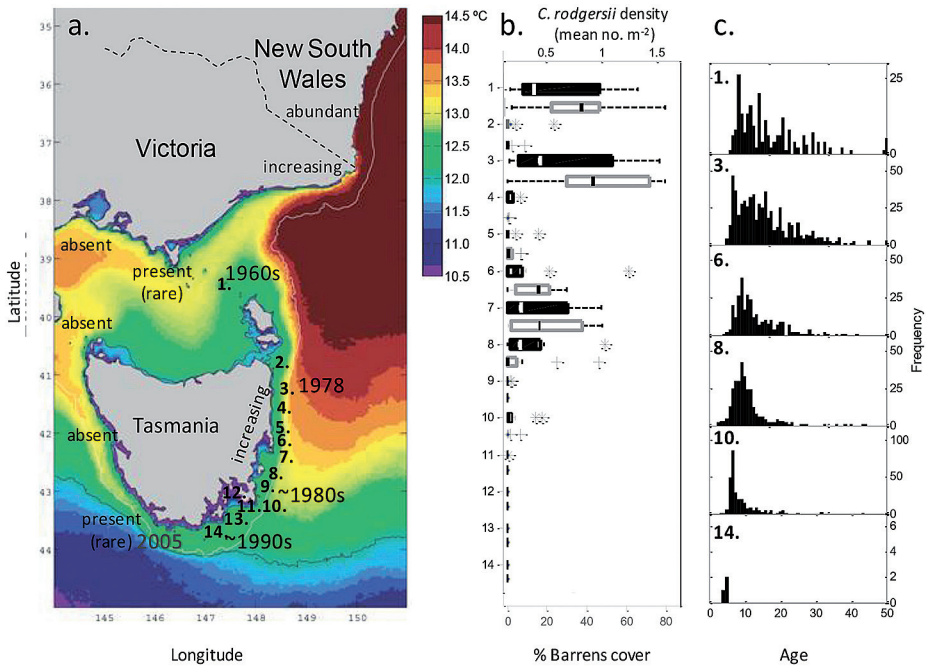 a.
New South
Wales
abundant
Victoria
increasing
absent
present
(rare)
1960s
1.
absent
2.
3. 1978
4.
Tasmania
increasing
5.
6.
7.
absent
8.
9. ~1980s
12.
11. 10.
13.
present
(rare) 2005
14. ~1990s
35
36
37
38
39
40
41
42
43
44
Latitude
145 146 147 148 149 150
Longitude
14.5 ºC
14.0
13.5
13.0
12.5
12.0
11.5
11.0
10.5
b.
C. rodgersii density
(mean no. m-2)
0.5 1 1.5
1
2
3
4
5
6
7
8
9
10
11
12
13
14
0 20 40 60 80
% Barrens cover
c.
1.
25
0
3.
50
25
0
6.
50
25
0
8.
50
25
0
10.
100
50
0
14.
6
4
2
0
Frequency
0 10 20 30 40 50
Age